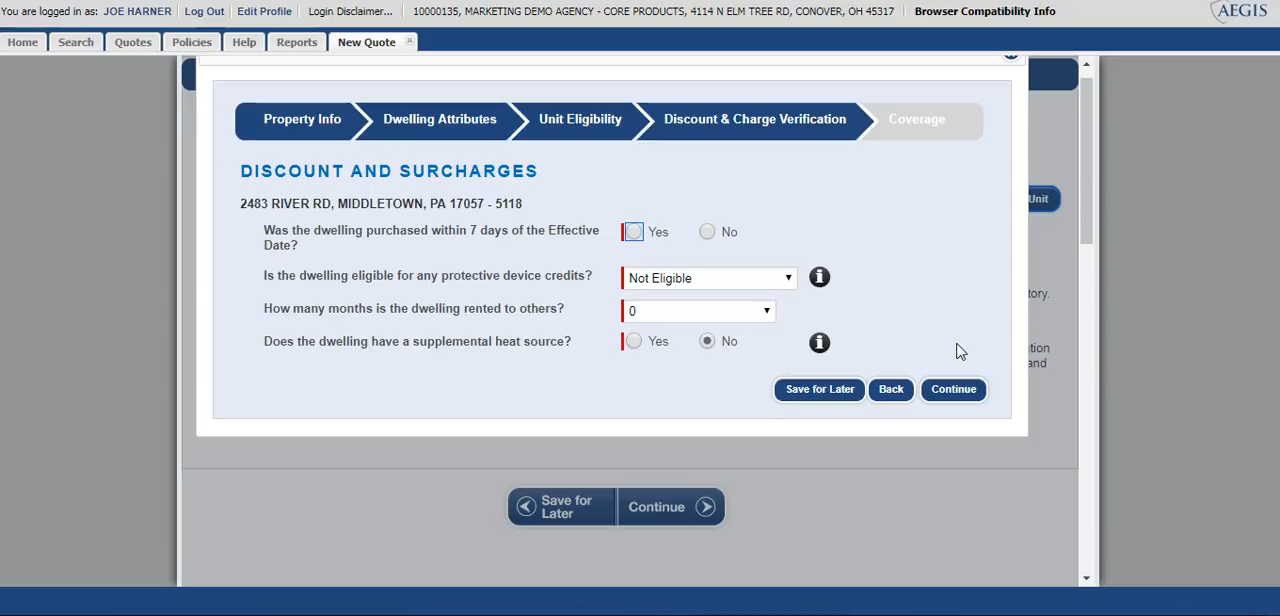 You are logged in as: JOE HARNER Log Out Edit Profile Login Disclaimer... 10000135, MARKETING DEMO AGENCY - CORE PRODUCTS, 4114 N ELM TREE RD, CONOVER, OH 45317 Browser Compatibility Info AEGIS
Home Search Quotes Policies Help Reports New Quote
Property Info Dwelling Attributes Unit Eligibility Discount & Charge Verification Coverage
DISCOUNT AND SURCHARGES
2483 RIVER RD, MIDDLETOWN, PA 17057 - 5118
Unit
Was the dwelling purchased within 7 days of the Effective
Date?
Yes No
Is the dwelling eligible for any protective device credits? Not Eligible
tory.
How many months is the dwelling rented to others? 0
Does the dwelling have a supplemental heat source? Yes No
tion
and
Save for Later Back Continue
Save for
Later
Continue